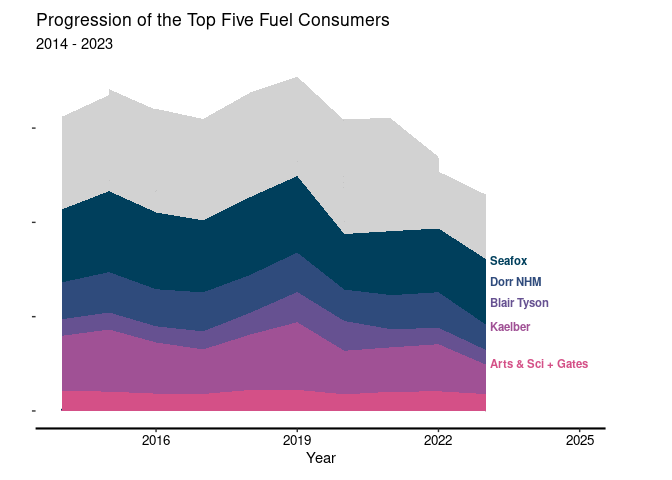 Progression of the Top Five Fuel Consumers
2014 - 2023
Seafox
Dorr NHM
Blair Tyson
Kaelber
Arts & Sci + Gates
2016 2019 2022 2025
Year